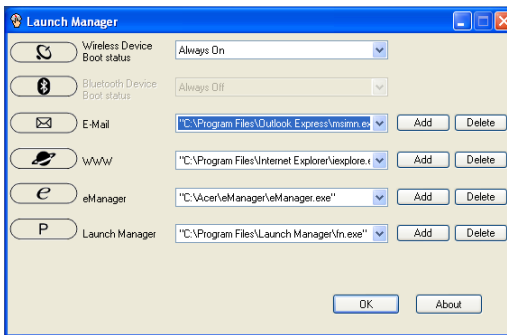 Launch Manager
Wireless Device
Boot status
Always On
Bluetooth Device
Boot status
Always Off
E-Mail
"C:\Program Files\Outlook Express\msimn.ex
Add
Delete
WWW
"C:\Program Files\Internet Explorer\iexplore.e
Add
Delete
e
eManager
"C:\Acer\eManager\eManager.exe"
Add
Delete
P
Launch Manager
"C:\Program Files\Launch Manager\fn.exe"
Add
Delete
OK
About